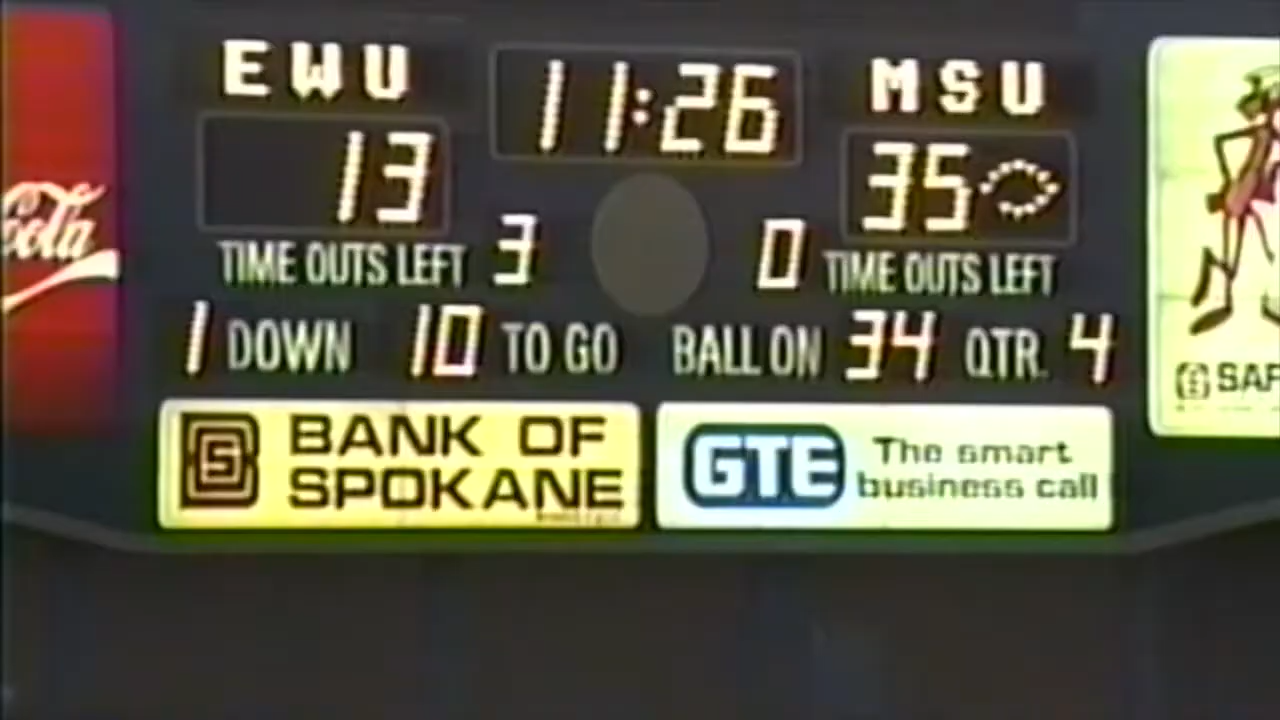 EWU 11:26 MSU
13 35
TIME OUTS LEFT 3 0 TIME OUTS LEFT
1 DOWN 10 TO GO BALL ON 34 QTR. 4
Cola
BANK OF
SPOKANE
GTE The smart
business call